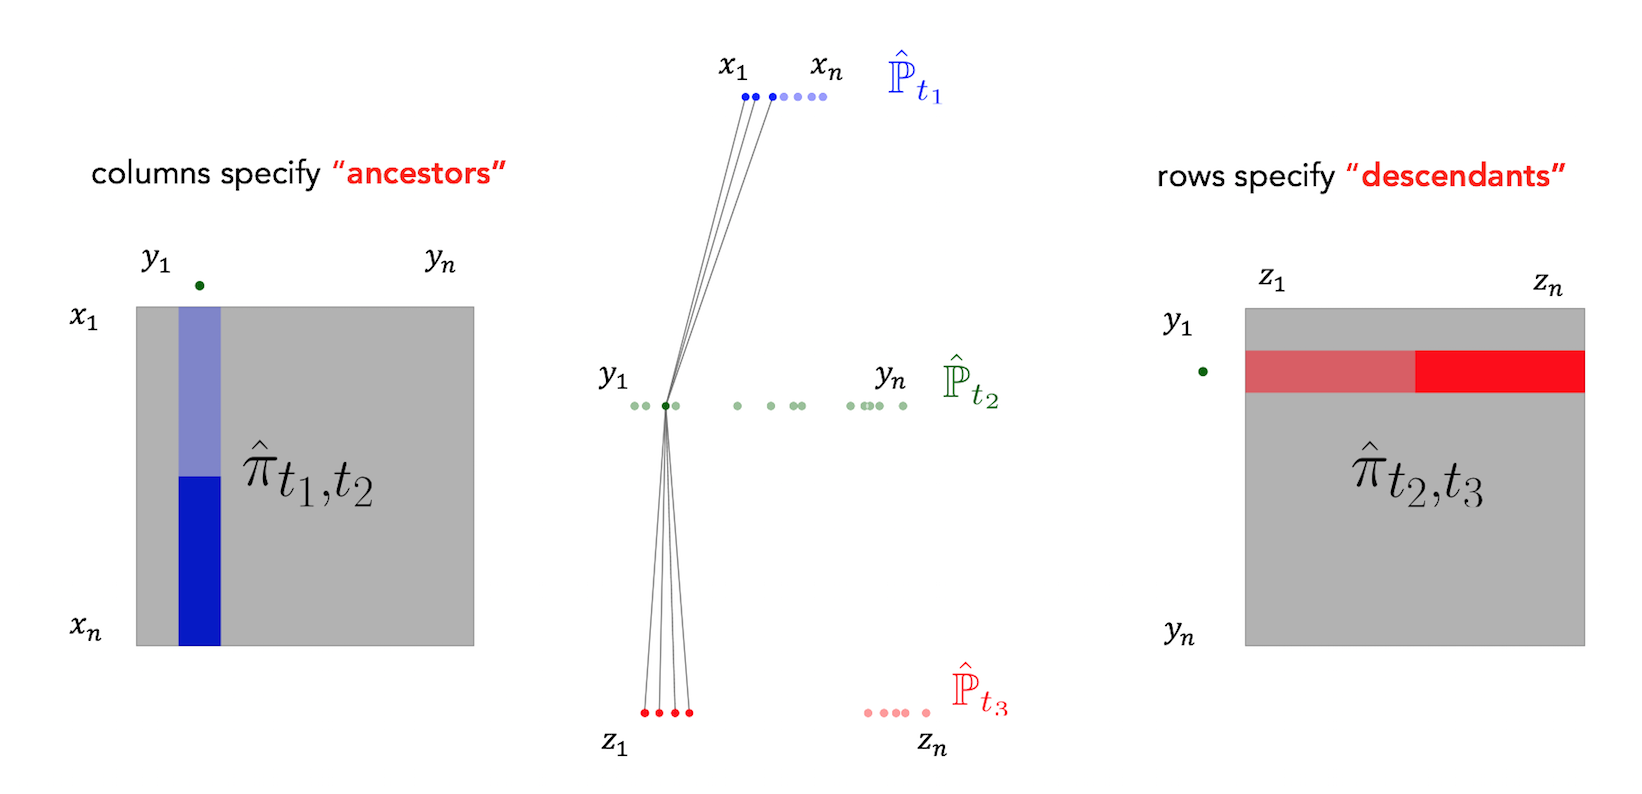 columns specify “ancestors”
y₁ yₙ
x₁
π̂ₜ₁,ₜ₂
xₙ
x₁ xₙ ℙ̂ₜ₁
y₁ yₙ ℙ̂ₜ₂
ℙ̂ₜ₃
z₁ zₙ
rows specify “descendants”
z₁ zₙ
y₁
π̂ₜ₂,ₜ₃
yₙ